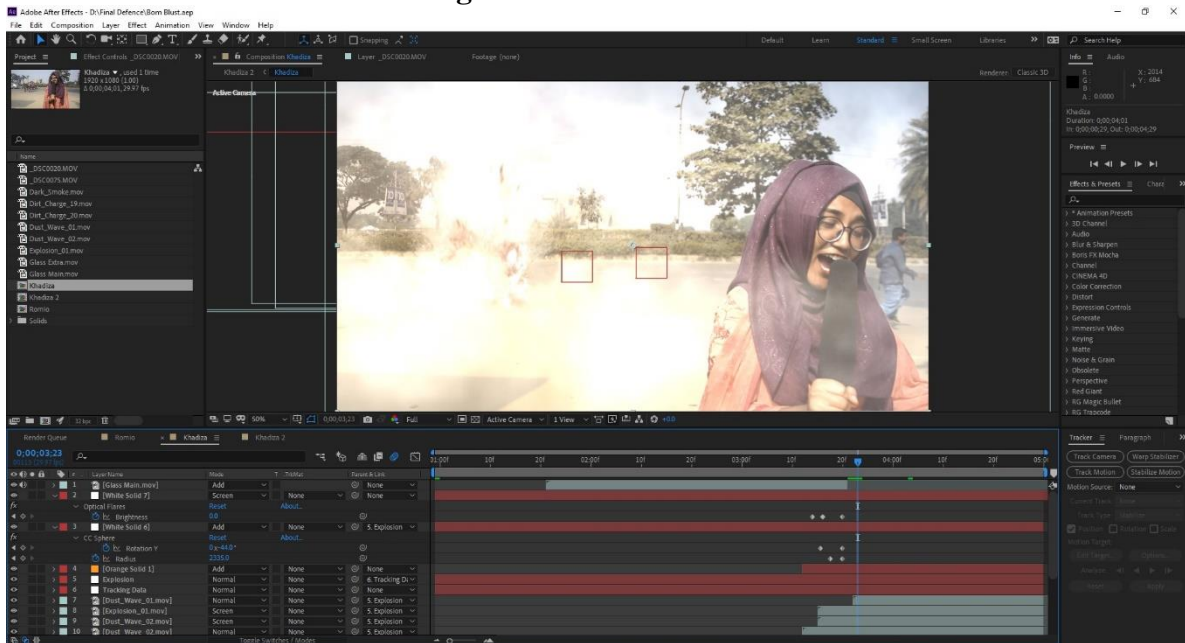 Adobe After Effects - D:\Final Defence\Bom Blust.aep
File Edit Composition Layer Effect Animation View Window Help
Snapping
Default Learn Standard Small Screen Libraries Search Help
Project Effect Controls _DSC0020.MOV
Composition Khadiza Layer _DSC0020.MOV Footage (none)
Khadiza 2 Khadiza
Renderer: Classic 3D
Khadiza , used 1 time
1920 x 1080 (1.00)
Δ 0;00;04;01, 29.97 fps
Active Camera
Name
_DSC0020.MOV
_DSC0075.MOV
Dark_Smoke.mov
Dirt_Charge_19.mov
Dirt_Charge_20.mov
Dust_Wave_01.mov
Dust_Wave_02.mov
Explosion_01.mov
Glass Extra.mov
Glass Main.mov
Khadiza
Khadiza 2
Romio
Solids
32 bpc
50% 0;00;03;23 Full Active Camera 1 View +0.0
Info Audio
R :
G :
B :
A : 0.0000
X : 2014
Y : 684
Khadiza
Duration: 0;00;04;01
In: 0;00;00;29, Out: 0;00;04;29
Preview
Effects & Presets Chara
* Animation Presets
3D Channel
Audio
Blur & Sharpen
Boris FX Mocha
Channel
CINEMA 4D
Color Correction
Distort
Expression Controls
Generate
Immersive Video
Keying
Matte
Noise & Grain
Obsolete
Perspective
Red Giant
RG Magic Bullet
RG Trapcode
Render Queue Romio Khadiza Khadiza 2
0;00;03;23
01:00f 10f 20f 02:00f 10f 20f 03:00f 10f 20f 04:00f 10f 20f 05:0
# Layer Name Mode T TrkMat Parent & Link
1 [Glass Main.mov] Add None
2 [White Solid 7] Screen None None
Optical Flares Reset About...
Brightness 0.0
3 [White Solid 6] Add None 5. Explosion
CC Sphere Reset About...
Rotation Y 0x-44.0°
Radius 2335.0
4 [Orange Solid 1] Add None None
5 Explosion Normal None 6. Tracking Da
6 Tracking Data Normal None None
7 [Dust_Wave_01.mov] Normal None 5. Explosion
8 [Explosion_01.mov] Screen None 5. Explosion
9 [Dust_Wave_02.mov] Screen None 5. Explosion
10 [Dust_Wave_02.mov] Normal None 5. Explosion
Toggle Switches / Modes
Tracker Paragraph
Track Camera Warp Stabilizer
Track Motion Stabilize Motion
Motion Source: None
Current Track: None
Track Type:
Position Rotation Scale
Motion Target:
Edit Target... Options...
Analyze:
Reset Apply